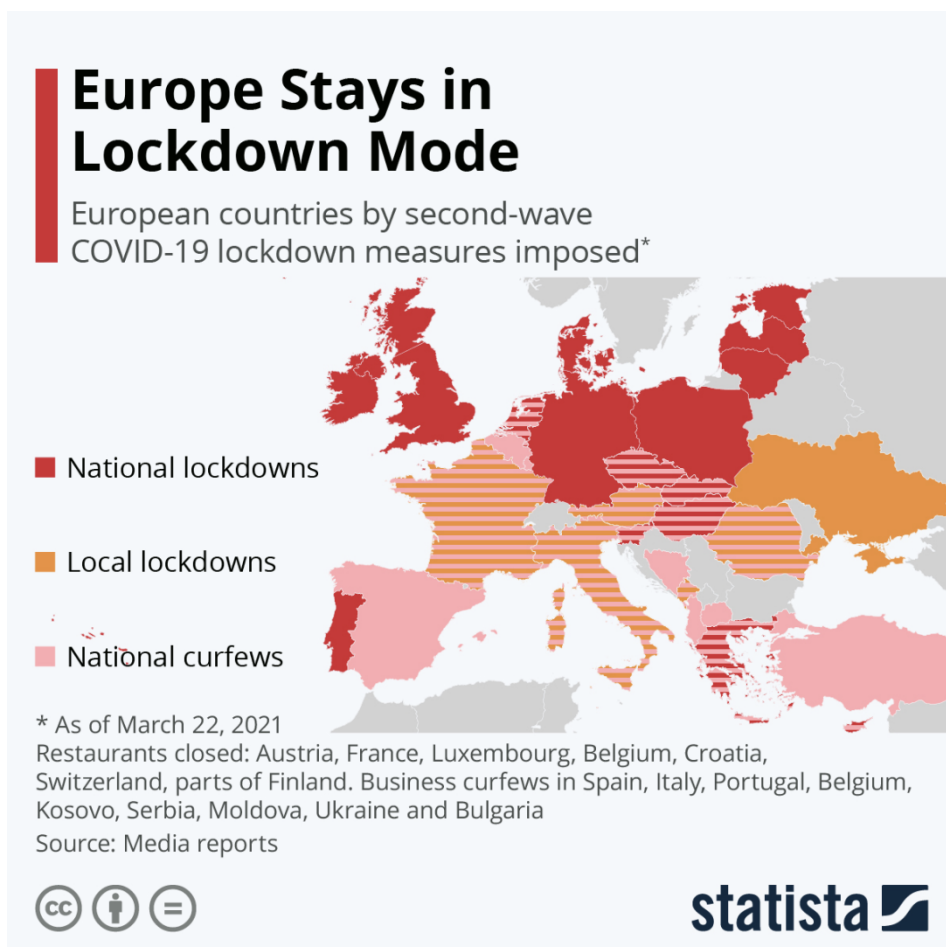 Europe Stays in
Lockdown Mode
European countries by second-wave
COVID-19 lockdown measures imposed*
National lockdowns
Local lockdowns
National curfews
* As of March 22, 2021
Restaurants closed: Austria, France, Luxembourg, Belgium, Croatia,
Switzerland, parts of Finland. Business curfews in Spain, Italy, Portugal, Belgium,
Kosovo, Serbia, Moldova, Ukraine and Bulgaria
Source: Media reports
cc
statista